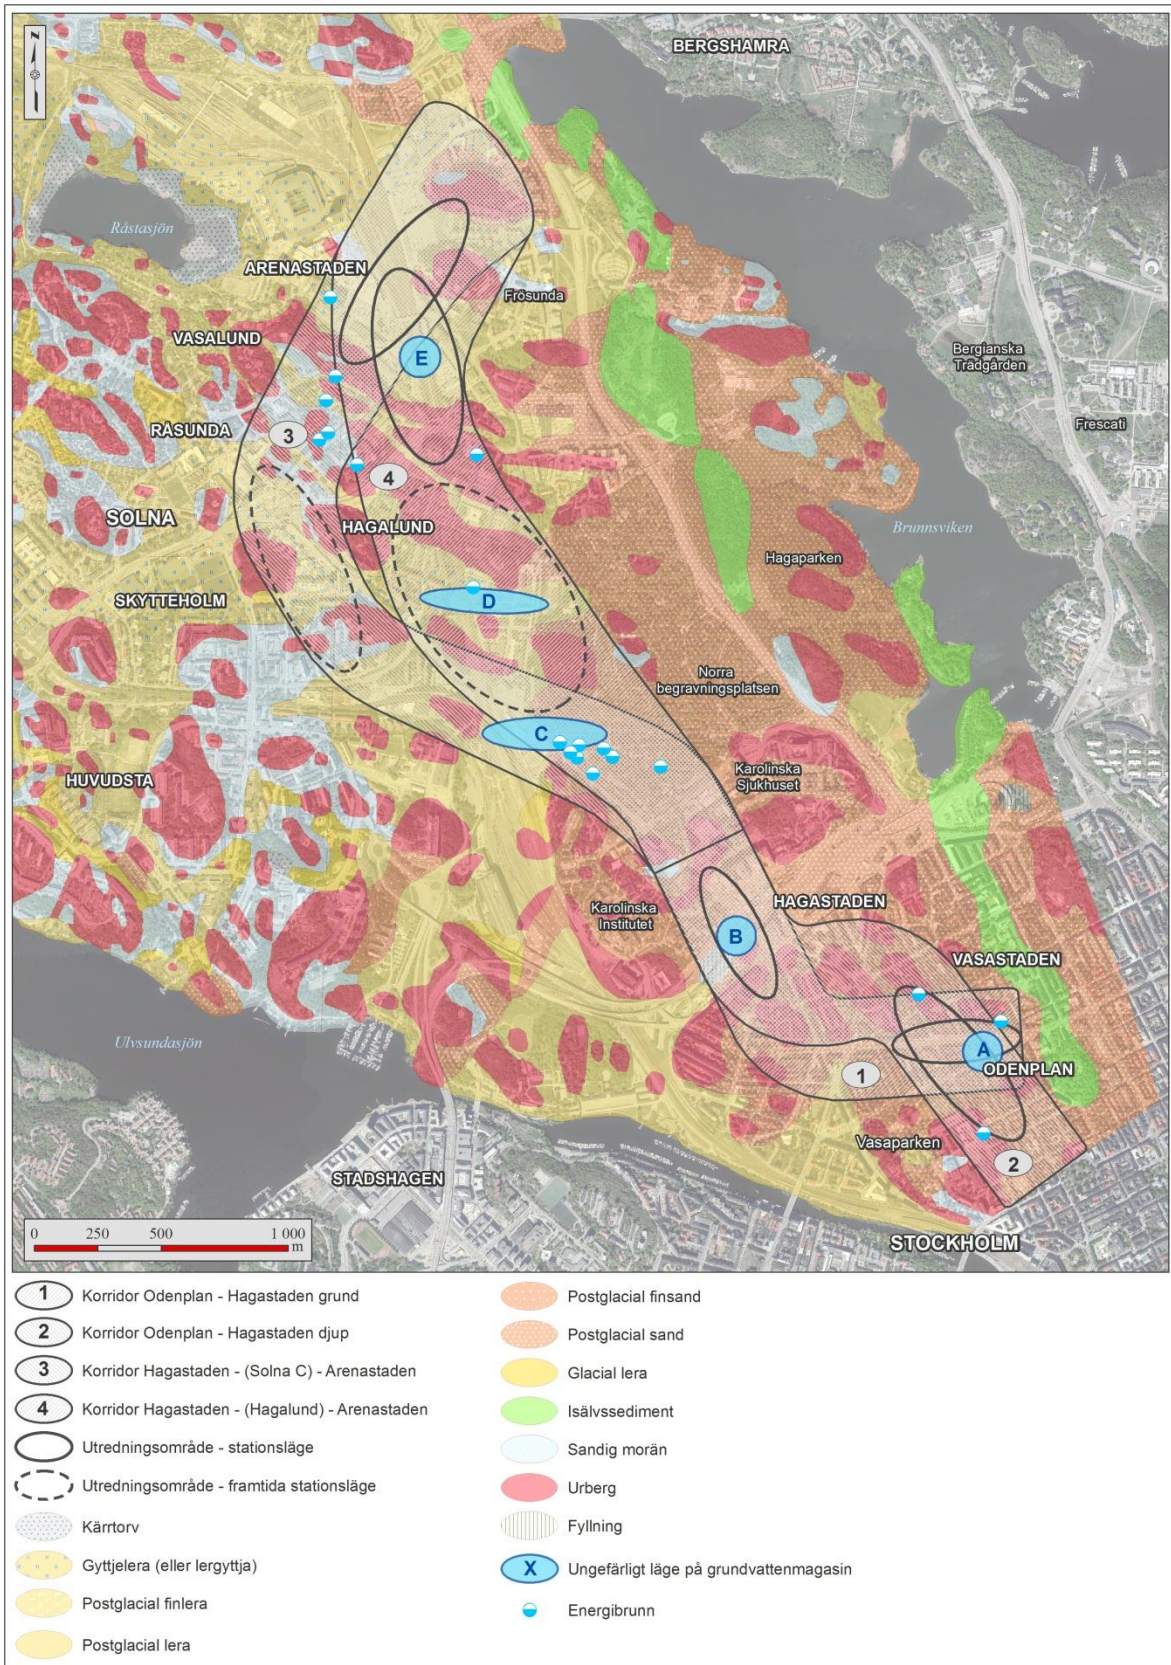 N
BERGSHAMRA
Råstasjön
ARENASTADEN
Frösunda
VASALUND
E
Bergianska
Trädgården
RÅSUNDA
3
Frescati
4
SOLNA
HAGALUND
Brunnsviken
Hagaparken
SKYTTEHOLM
D
Norra
begravningsplatsen
C
HUVUDSTA
Karolinska
Sjukhuset
HAGASTADEN
Karolinska
Institutet
B
VASASTADEN
Ulvsundasjön
A
ODENPLAN
1
Vasaparken
2
STADSHAGEN
0 250 500 1 000
m
STOCKHOLM
1 Korridor Odenplan - Hagastaden grund
2 Korridor Odenplan - Hagastaden djup
3 Korridor Hagastaden - (Solna C) - Arenastaden
4 Korridor Hagastaden - (Hagalund) - Arenastaden
Utredningsområde - stationsläge
Utredningsområde - framtida stationsläge
Kärrtorv
Gyttjelera (eller lergyttja)
Postglacial finlera
Postglacial lera
Postglacial finsand
Postglacial sand
Glacial lera
Isälvssediment
Sandig morän
Urberg
Fyllning
X Ungefärligt läge på grundvattenmagasin
Energibrunn